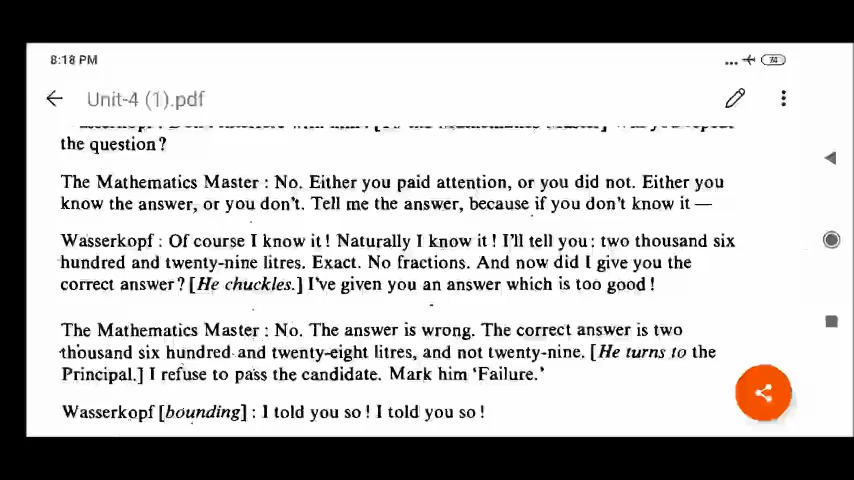 8:18 PM
... 74
Unit-4 (1).pdf
the question?
The Mathematics Master : No. Either you paid attention, or you did not. Either you
know the answer, or you don't. Tell me the answer, because if you don't know it —
Wasserkopf : Of course I know it! Naturally I know it! I'll tell you: two thousand six
hundred and twenty-nine litres. Exact. No fractions. And now did I give you the
correct answer? [He chuckles.] I've given you an answer which is too good!
The Mathematics Master : No. The answer is wrong. The correct answer is two
thousand six hundred and twenty-eight litres, and not twenty-nine. [He turns to the
Principal.] I refuse to pass the candidate. Mark him 'Failure.'
Wasserkopf [bounding] : I told you so! I told you so!